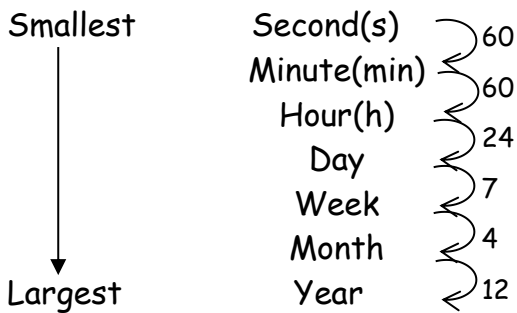 Smallest Second(s)
60
Minute(min)
60
Hour(h)
24
Day
7
Week
4
Month
12
Largest Year